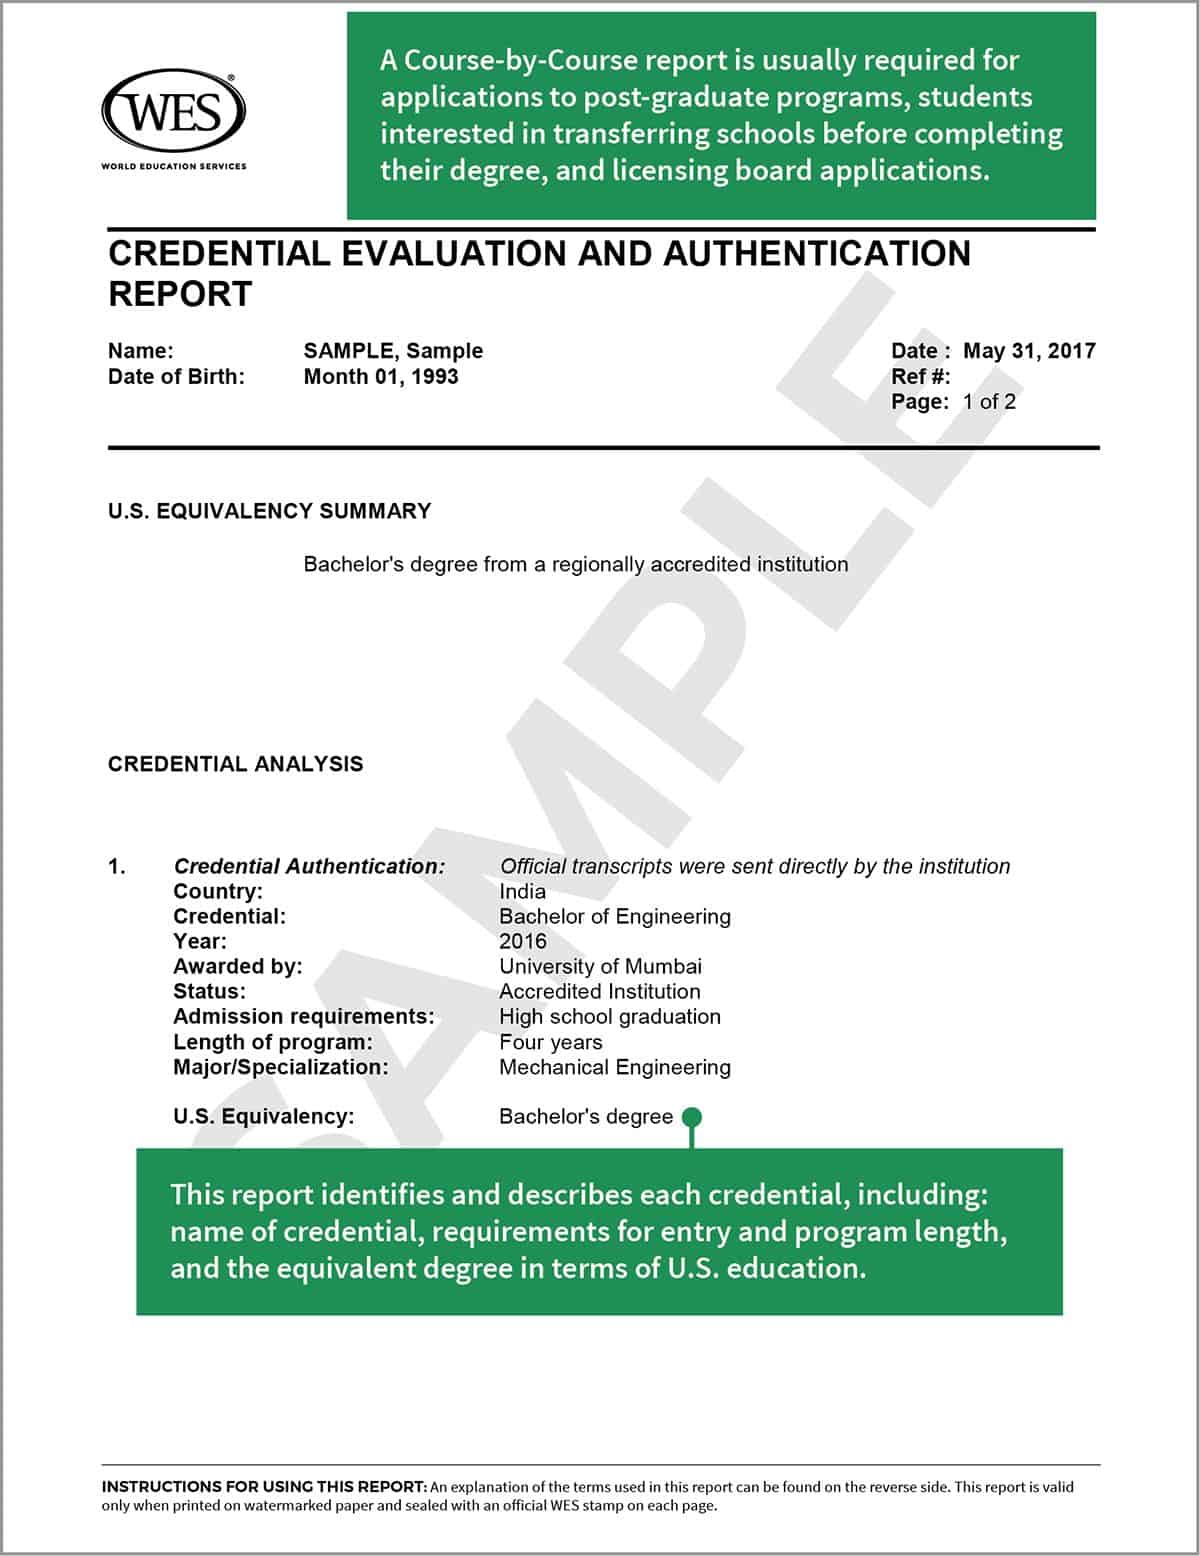 A Course-by-Course report is usually required for
applications to post-graduate programs, students
interested in transferring schools before completing
their degree, and licensing board applications.
WES®
WORLD EDUCATION SERVICES
CREDENTIAL EVALUATION AND AUTHENTICATION
REPORT
Name: SAMPLE, Sample Date : May 31, 2017
Date of Birth: Month 01, 1993 Ref #:
Page: 1 of 2
U.S. EQUIVALENCY SUMMARY
Bachelor's degree from a regionally accredited institution
SAMPLE
CREDENTIAL ANALYSIS
1. Credential Authentication: Official transcripts were sent directly by the institution
Country: India
Credential: Bachelor of Engineering
Year: 2016
Awarded by: University of Mumbai
Status: Accredited Institution
Admission requirements: High school graduation
Length of program: Four years
Major/Specialization: Mechanical Engineering
U.S. Equivalency: Bachelor's degree
This report identifies and describes each credential, including:
name of credential, requirements for entry and program length,
and the equivalent degree in terms of U.S. education.
INSTRUCTIONS FOR USING THIS REPORT: An explanation of the terms used in this report can be found on the reverse side. This report is valid
only when printed on watermarked paper and sealed with an official WES stamp on each page.